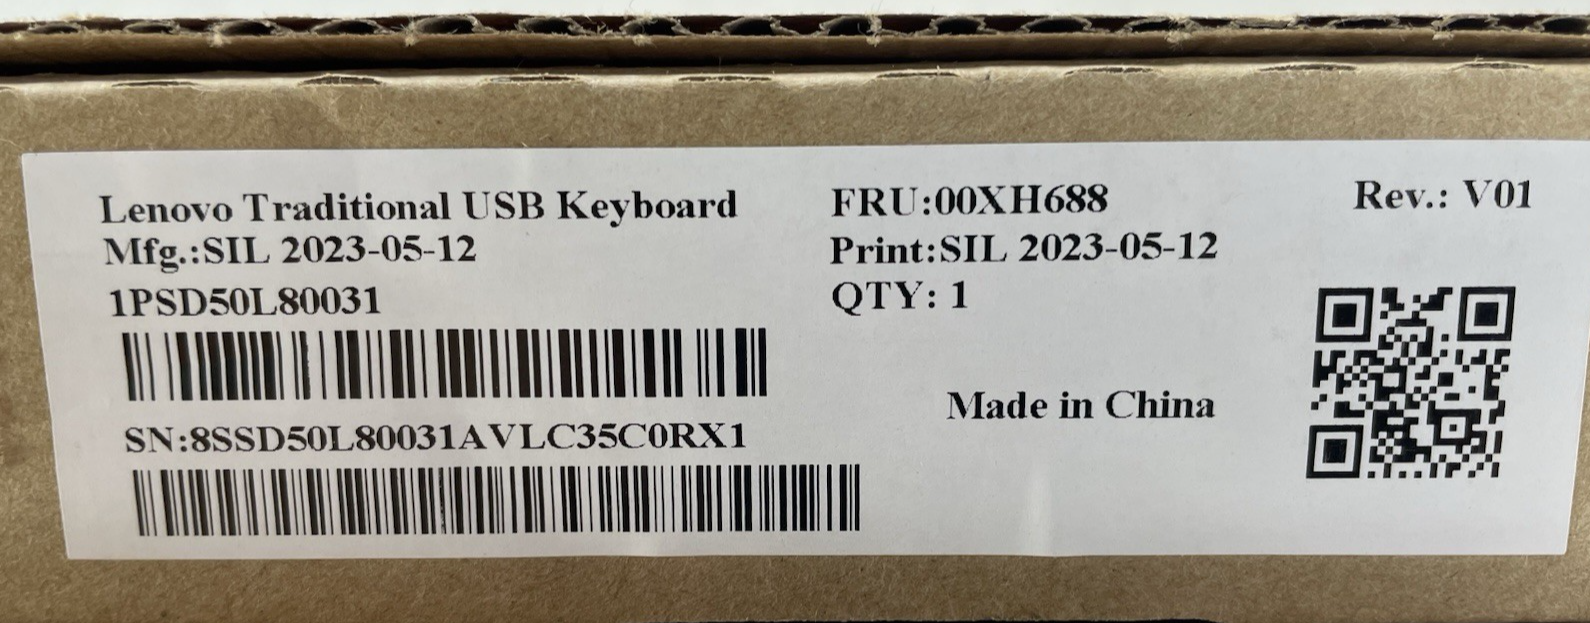 Lenovo Traditional USB Keyboard
FRU:00XH688
Rev.: V01
Mfg.:SIL 2023-05-12
Print:SIL 2023-05-12
1PSD50L80031
QTY: 1
Made in China
SN:8SSD50L80031AVLC35C0RX1